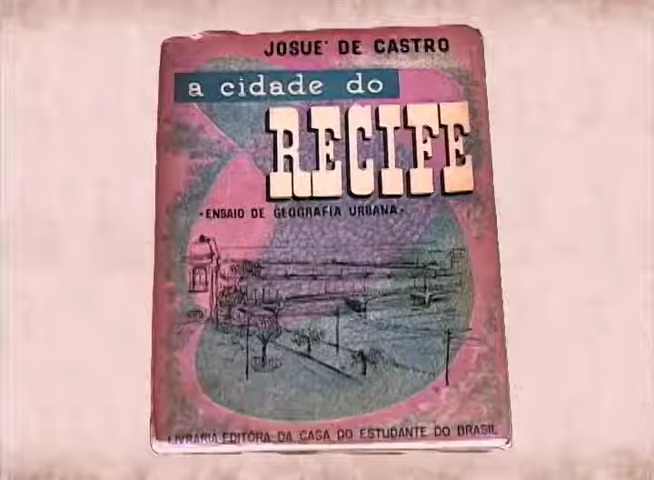 JOSUE' DE CASTRO
a cidade do
RECIFE
•ENSAIO DE GEOGRAFIA URBANA•
LIVRARIA EDITÔRA DA CASA DO ESTUDANTE DO BRASIL